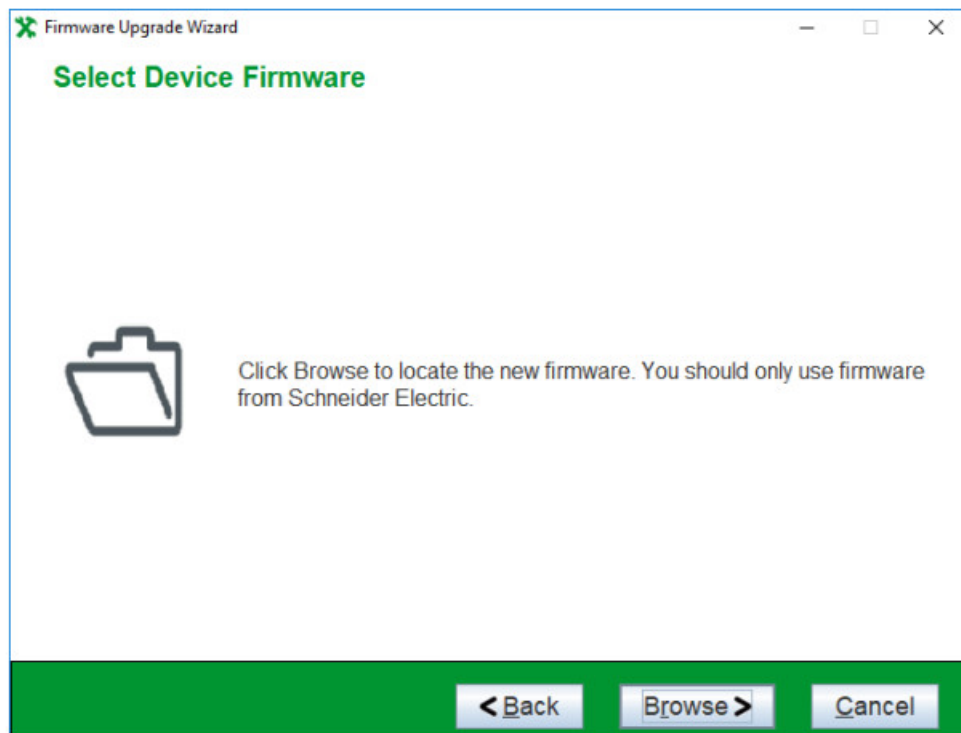 Firmware Upgrade Wizard
Select Device Firmware
Click Browse to locate the new firmware. You should only use firmware
from Schneider Electric.
< Back Browse > Cancel